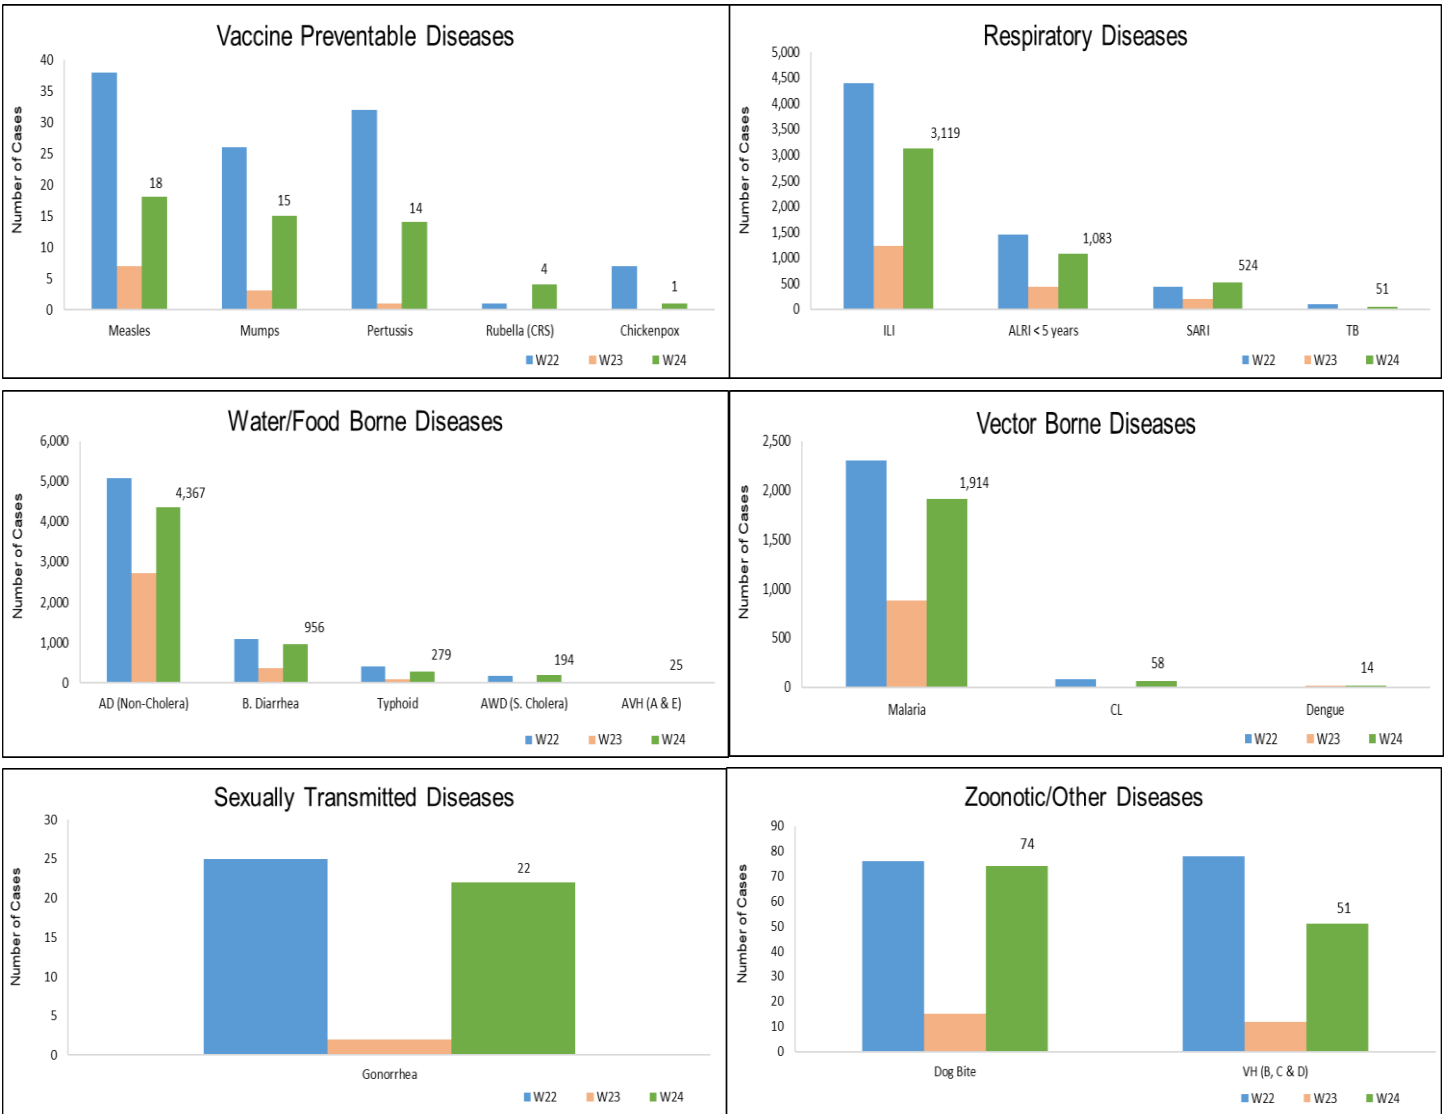 Vaccine Preventable Diseases
Number of Cases
40
35
30
25
20
15
10
5
0
18
15
14
4
1
Measles Mumps Pertussis Rubella (CRS) Chickenpox
W22 W23 W24
Respiratory Diseases
Number of Cases
5,000
4,500
4,000
3,500
3,000
2,500
2,000
1,500
1,000
500
0
3,119
1,083
524
51
ILI ALRI < 5 years SARI TB
W22 W23 W24
Water/Food Borne Diseases
Number of Cases
6,000
5,000
4,000
3,000
2,000
1,000
0
4,367
956
279
194
25
AD (Non-Cholera) B. Diarrhea Typhoid AWD (S. Cholera) AVH (A & E)
W22 W23 W24
Vector Borne Diseases
Number of Cases
2,500
2,000
1,500
1,000
500
0
1,914
58
14
Malaria CL Dengue
W22 W23 W24
Sexually Transmitted Diseases
Number of Cases
30
25
20
15
10
5
0
22
Gonorrhea
W22 W23 W24
Zoonotic/Other Diseases
Number of Cases
90
80
70
60
50
40
30
20
10
0
74
51
Dog Bite VH (B, C & D)
W22 W23 W24